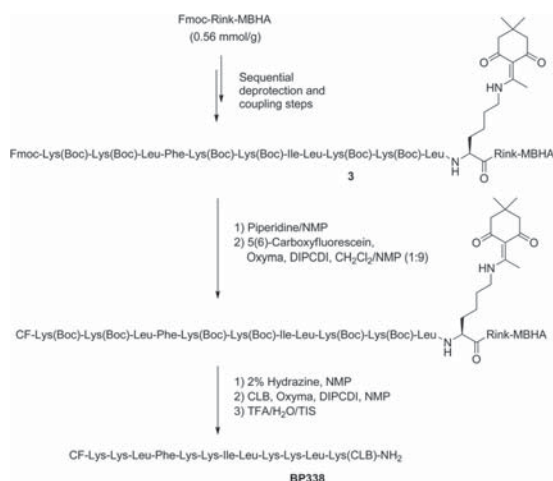 Fmoc-Rink-MBHA
(0.56 mmol/g)
Sequential
deprotection and
coupling steps
O
O
HN
Fmoc-Lys(Boc)-Lys(Boc)-Leu-Phe-Lys(Boc)-Lys(Boc)-Ile-Leu-Lys(Boc)-Lys(Boc)-Leu
N
H
Rink-MBHA
O
3
1) Piperidine/NMP
2) 5(6)-Carboxyfluorescein,
Oxyma, DIPCDI, CH2Cl2/NMP (1:9)
O
O
HN
CF-Lys(Boc)-Lys(Boc)-Leu-Phe-Lys(Boc)-Lys(Boc)-Ile-Leu-Lys(Boc)-Lys(Boc)-Leu
N
H
Rink-MBHA
O
1) 2% Hydrazine, NMP
2) CLB, Oxyma, DIPCDI, NMP
3) TFA/H2O/TIS
CF-Lys-Lys-Leu-Phe-Lys-Lys-Ile-Leu-Lys-Lys-Leu-Lys(CLB)-NH2
BP338